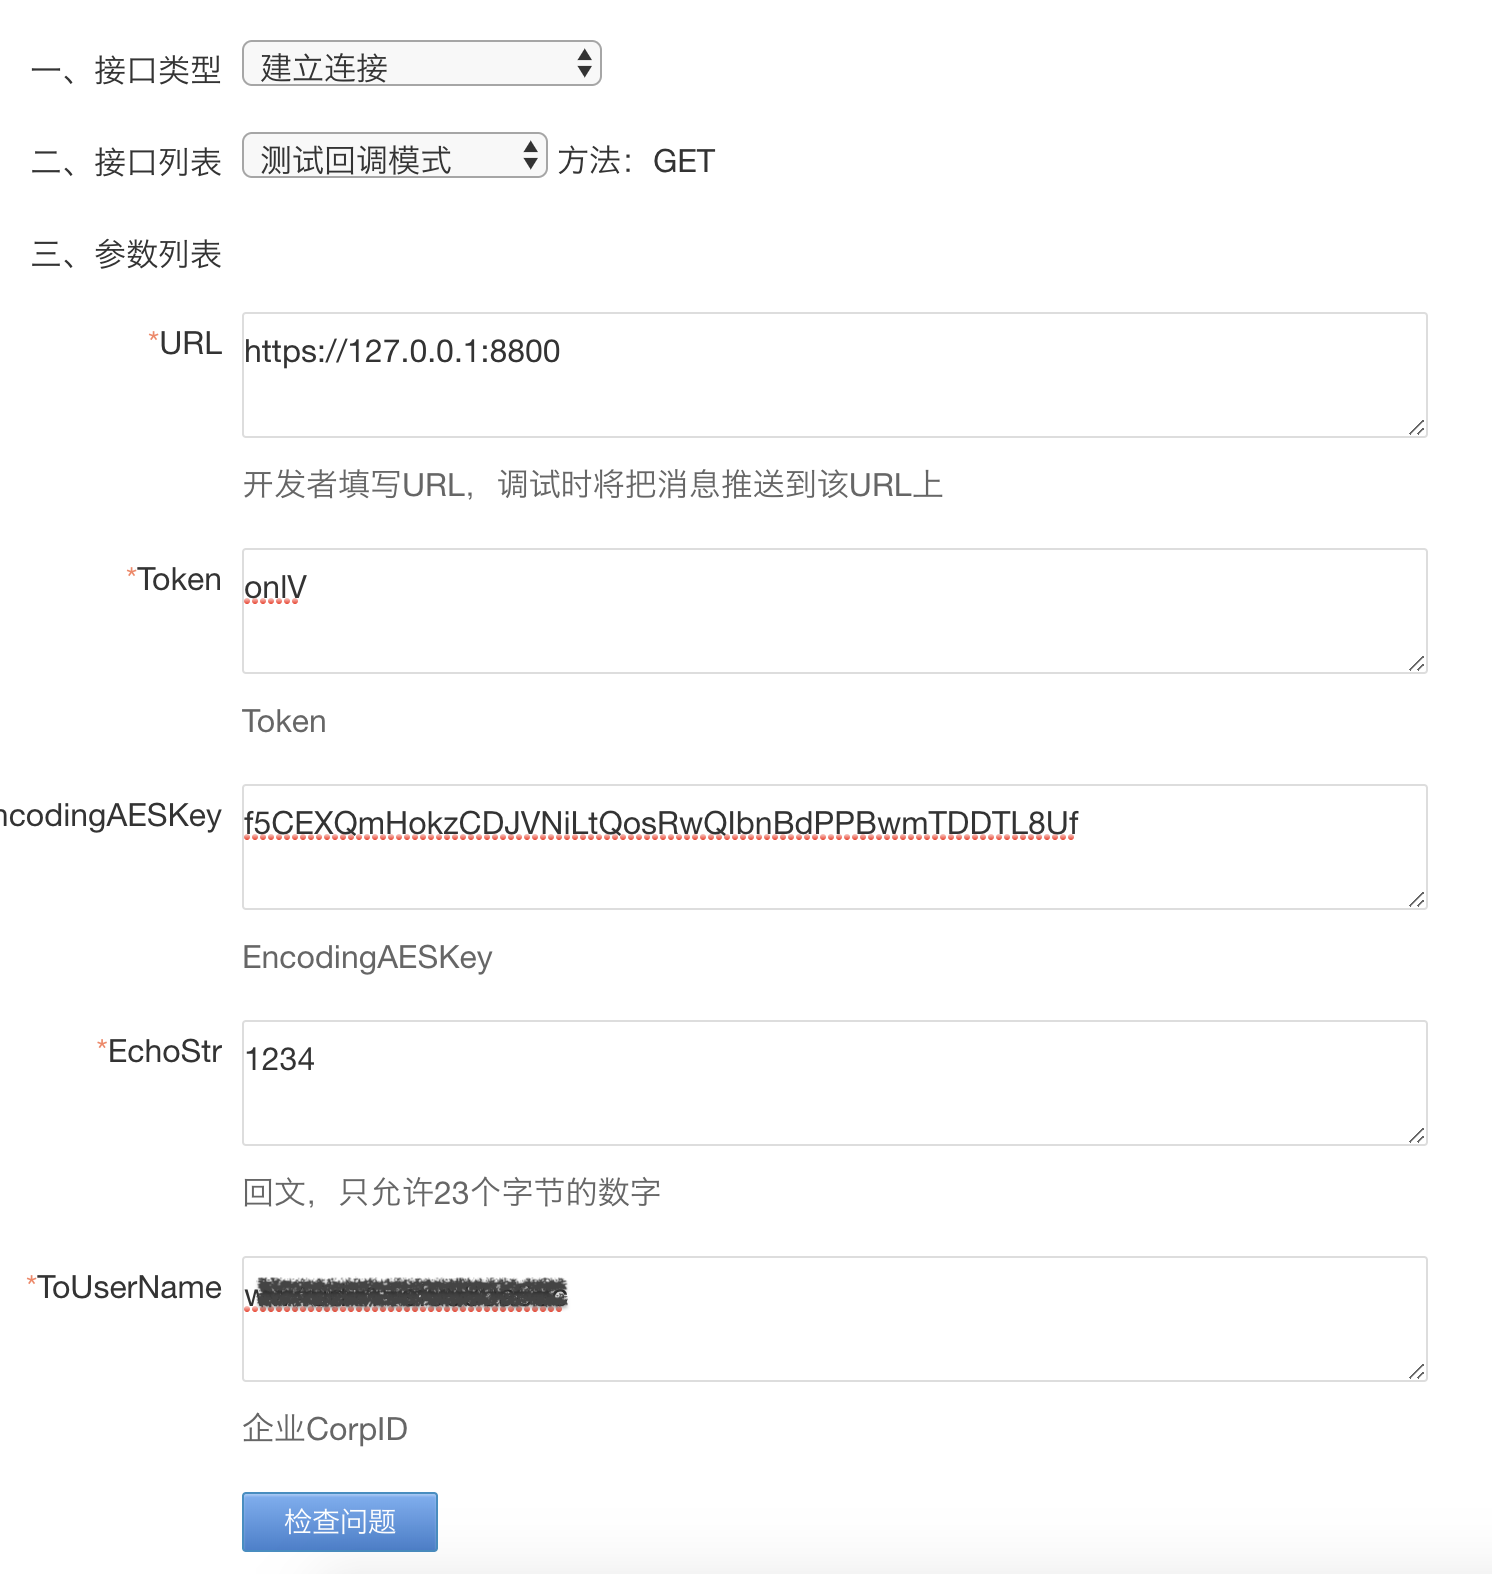 一、接口类型 建立连接
二、接口列表 测试回调模式 方法：GET
三、参数列表
*URL https://127.0.0.1:8800
开发者填写URL，调试时将把消息推送到该URL上
*Token onlV
Token
ncodingAESKey f5CEXQmHokzCDJVNiLtQosRwQIbnBdPPBwmTDDTL8Uf
EncodingAESKey
*EchoStr 1234
回文，只允许23个字节的数字
*ToUserName
企业CorpID
检查问题